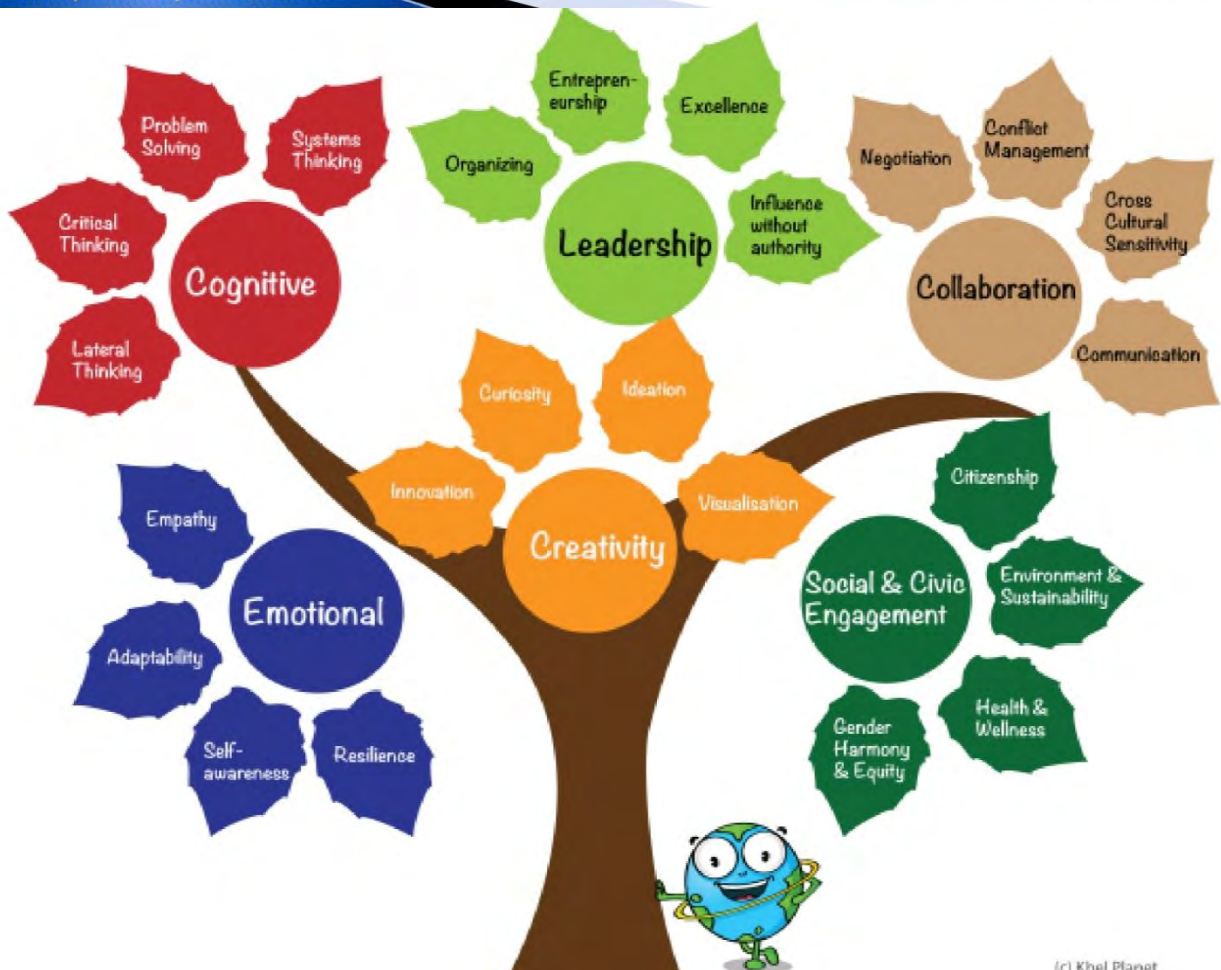 Cognitive
Problem
Solving
Systems
Thinking
Critical
Thinking
Lateral
Thinking
Leadership
Organizing
Entrepren-
eurship
Excellence
Influence
without
authority
Collaboration
Negotiation
Conflict
Management
Cross
Cultural
Sensitivity
Communication
Creativity
Innovation
Curiosity
Ideation
Visualisation
Emotional
Empathy
Adaptability
Self-
awareness
Resilience
Social & Civic
Engagement
Citizenship
Environment &
Sustainability
Health &
Wellness
Gender
Harmony
& Equity
(c) Khel Planet